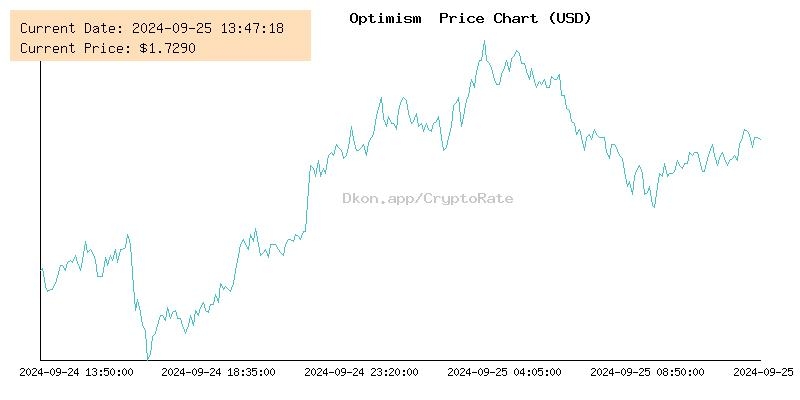 Optimism  Price Chart (USD)
Current Date: 2024-09-25 13:47:18
Current Price: $1.7290
Dkon.app/CryptoRate
2024-09-24 13:50:00 2024-09-24 18:35:00 2024-09-24 23:20:00 2024-09-25 04:05:00 2024-09-25 08:50:00 2024-09-25